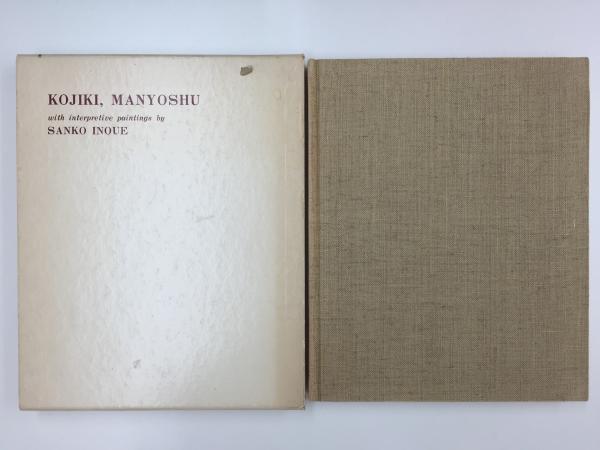 KOJIKI, MANYOSHU
with interpretive paintings by
SANKO INOUE